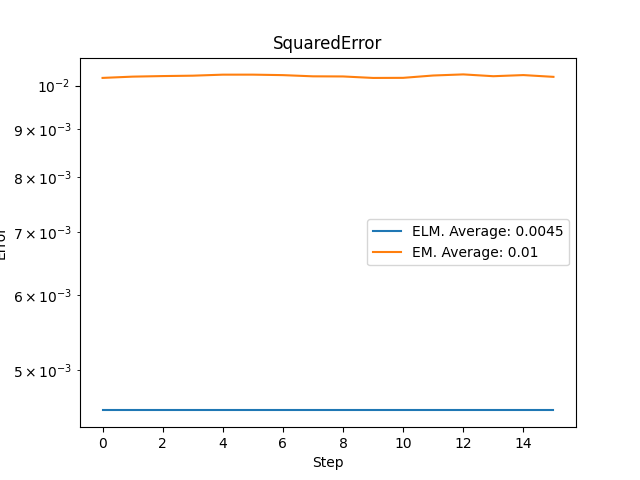 SquaredError
10⁻²
9 × 10⁻³
8 × 10⁻³
7 × 10⁻³
6 × 10⁻³
5 × 10⁻³
Error
ELM. Average: 0.0045
EM. Average: 0.01
0 2 4 6 8 10 12 14
Step